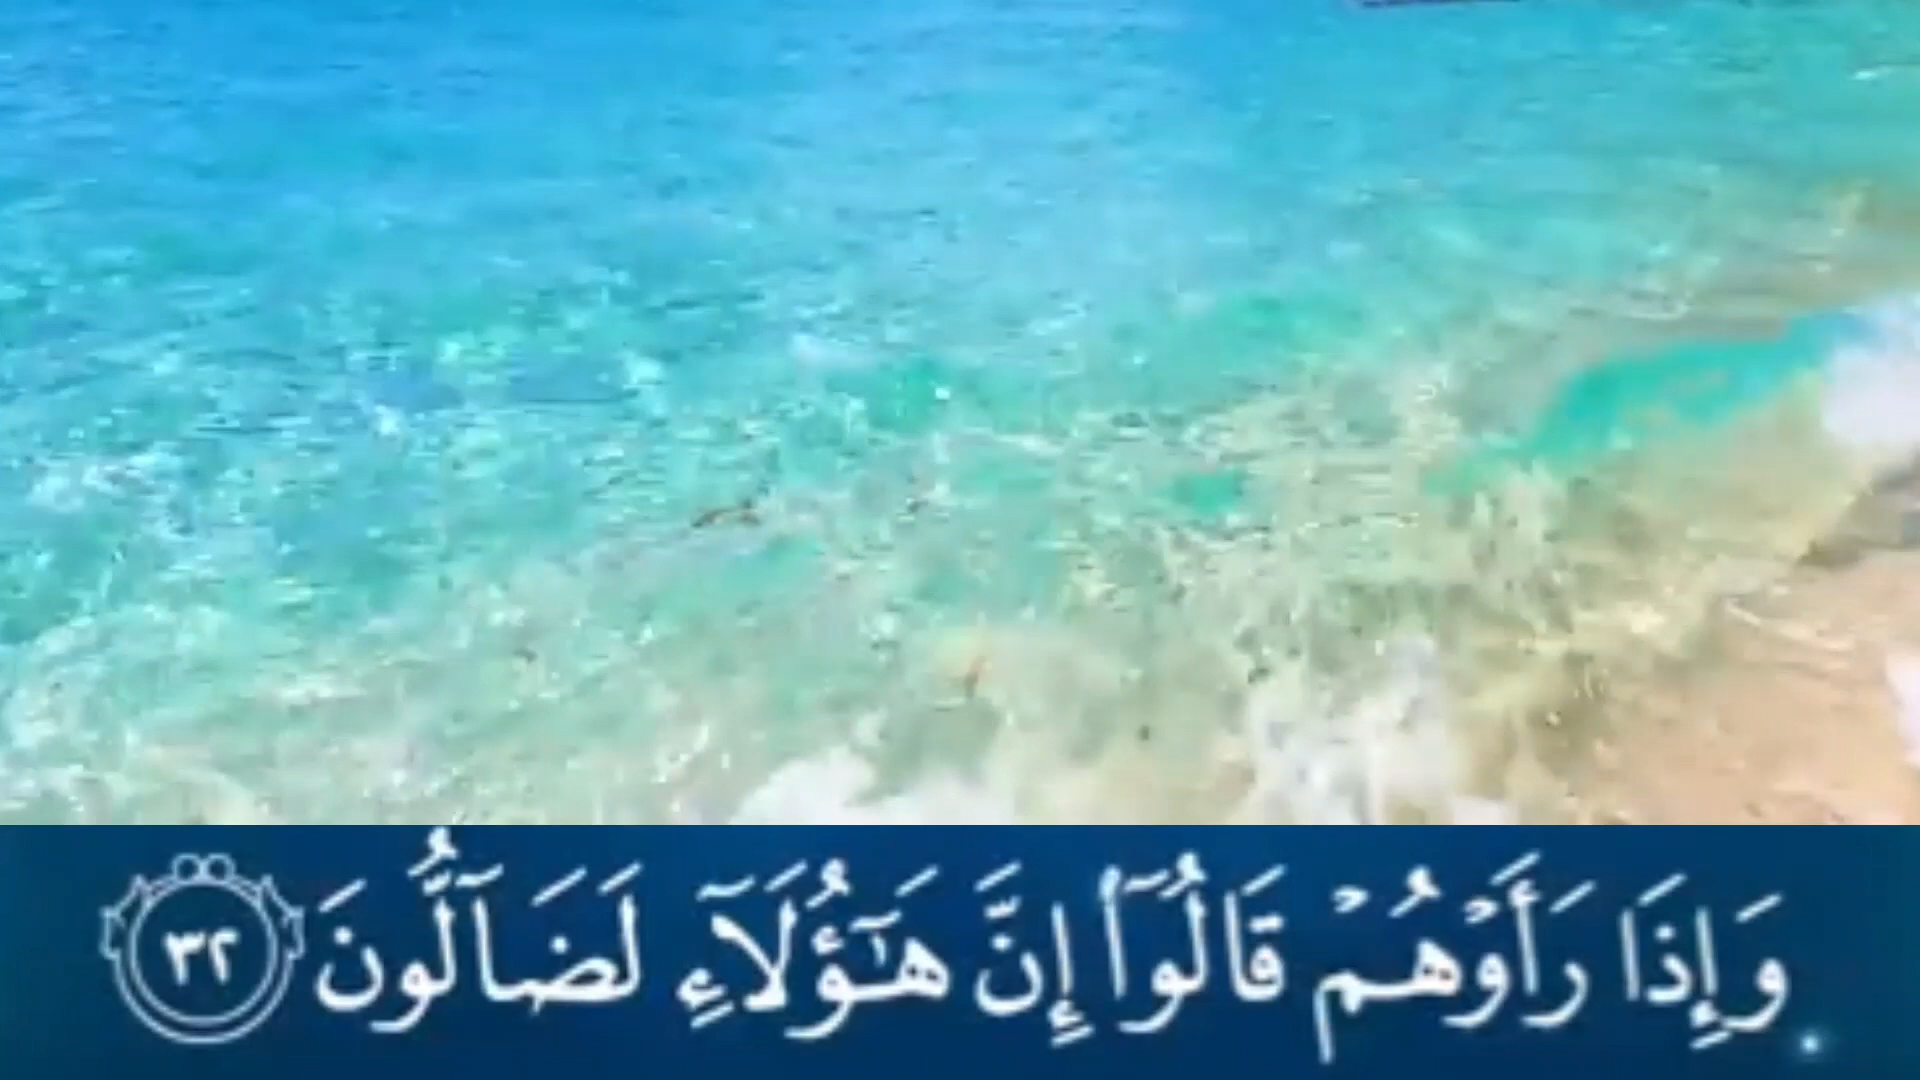 وَإِذَا رَأَوۡهُمۡ قَالُوٓاْ إِنَّ هَـٰٓؤُلَآءِ لَضَآلُّونَ ٣٢